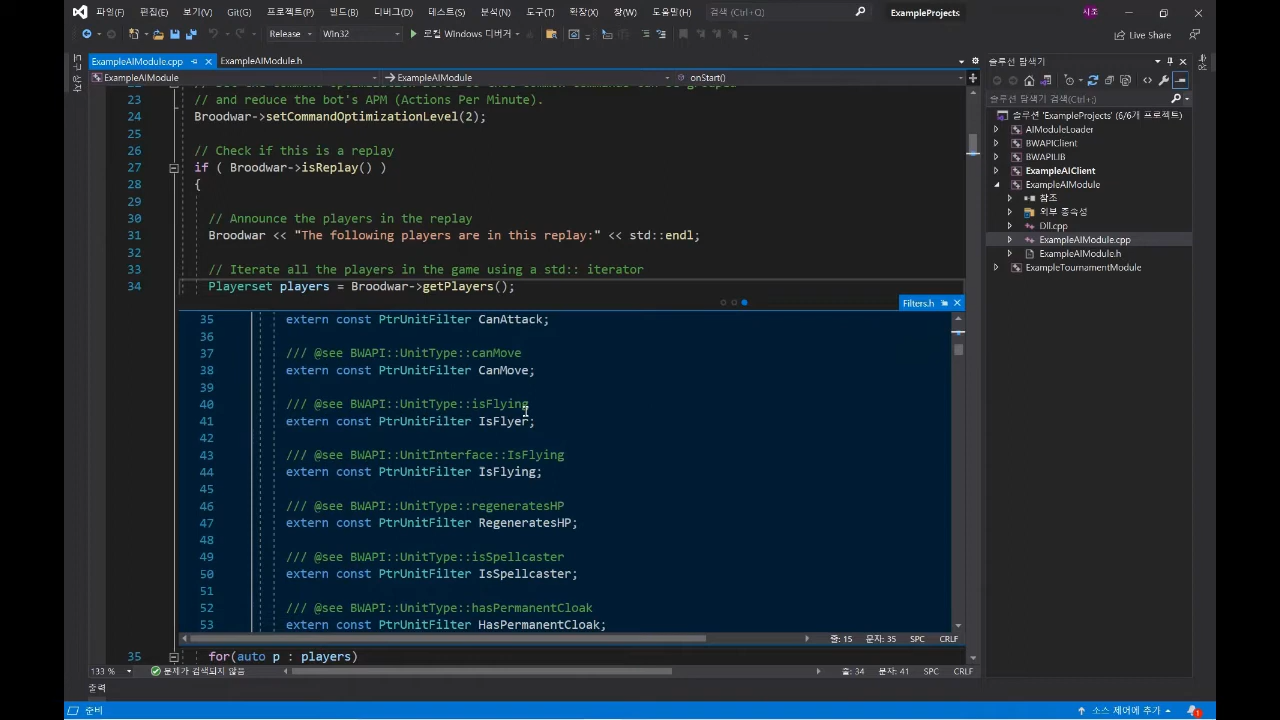 파일(F) 편집(E) 보기(V) Git(G) 프로젝트(P) 빌드(B) 디버그(D) 테스트(S) 분석(N) 도구(T) 확장(X) 창(W) 도움말(H) 검색 (Ctrl+Q) ExampleProjects 시조
Release Win32 로컬 Windows 디버거 Live Share
ExampleAIModule.cpp ExampleAIModule.h
ExampleAIModule ExampleAIModule onStart()
23 // and reduce the bot's APM (Actions Per Minute).
24 Broodwar->setCommandOptimizationLevel(2);
25
26 // Check if this is a replay
27 if ( Broodwar->isReplay() )
28 {
29
30 // Announce the players in the replay
31 Broodwar << "The following players are in this replay:" << std::endl;
32
33 // Iterate all the players in the game using a std:: iterator
34 Playerset players = Broodwar->getPlayers();
Filters.h
35 extern const PtrUnitFilter CanAttack;
36
37 /// @see BWAPI::UnitType::canMove
38 extern const PtrUnitFilter CanMove;
39
40 /// @see BWAPI::UnitType::isFlying
41 extern const PtrUnitFilter IsFlyer;
42
43 /// @see BWAPI::UnitInterface::IsFlying
44 extern const PtrUnitFilter IsFlying;
45
46 /// @see BWAPI::UnitType::regeneratesHP
47 extern const PtrUnitFilter RegeneratesHP;
48
49 /// @see BWAPI::UnitType::isSpellcaster
50 extern const PtrUnitFilter IsSpellcaster;
51
52 /// @see BWAPI::UnitType::hasPermanentCloak
53 extern const PtrUnitFilter HasPermanentCloak;
줄: 15 문자: 35 SPC CRLF
35 for(auto p : players)
133 % 문제가 검색되지 않음 줄: 34 문자: 41 SPC CRLF
출력
준비 소스 제어에 추가 1
솔루션 탐색기
솔루션 탐색기 검색(Ctrl+;)
솔루션 'ExampleProjects' (6/6개 프로젝트)
AIModuleLoader
BWAPIClient
BWAPILIB
ExampleAIClient
ExampleAIModule
참조
외부 종속성
Dll.cpp
ExampleAIModule.cpp
ExampleAIModule.h
ExampleTournamentModule